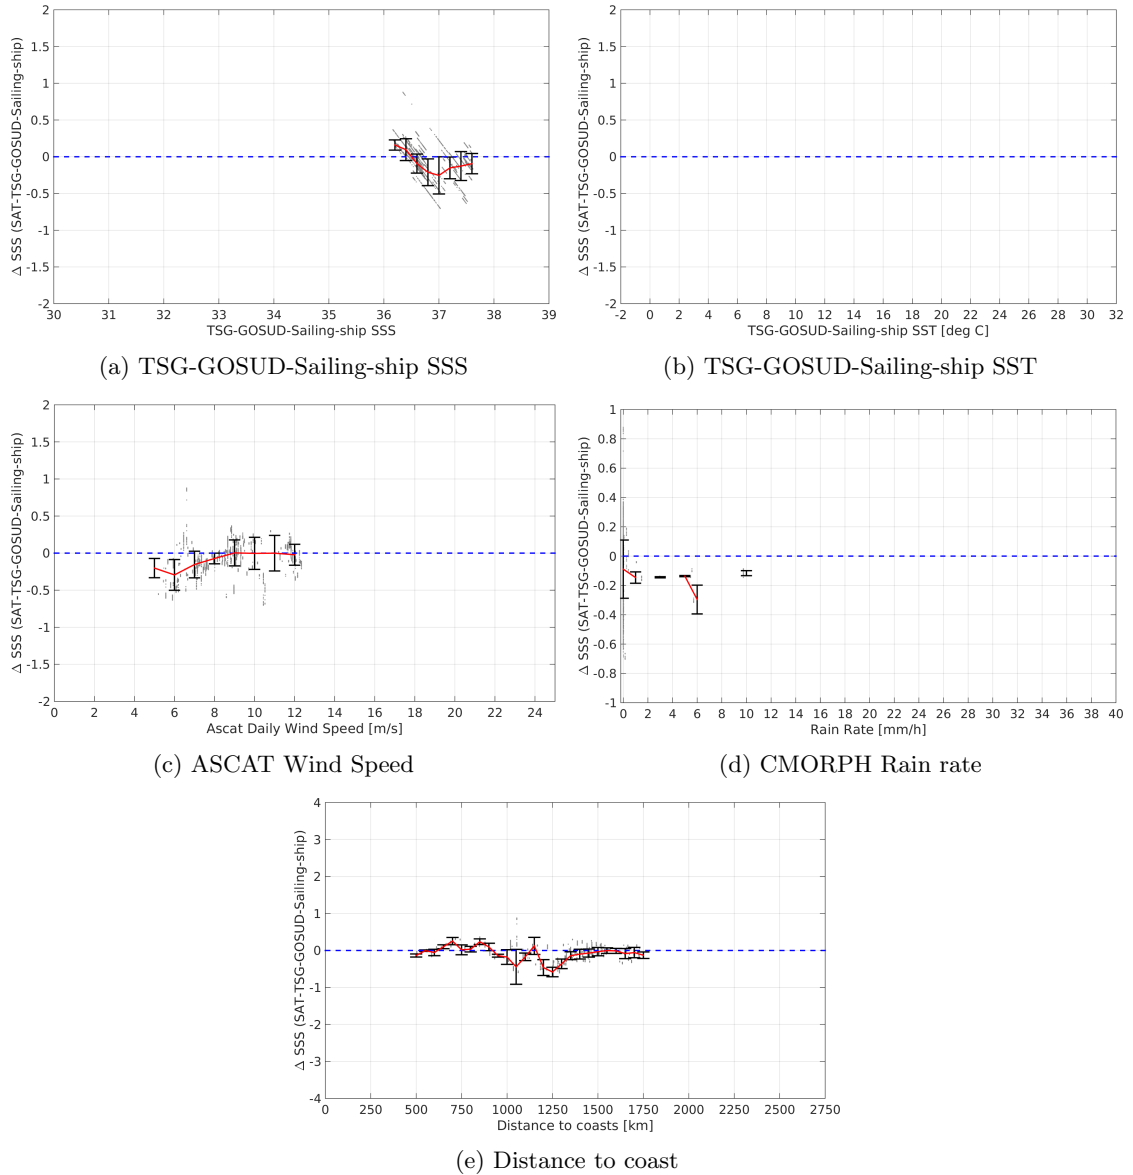 2
1.5
1
0.5
0
-0.5
-1
-1.5
-2
Δ SSS (SAT-TSG-GOSUD-Sailing-ship)
30 31 32 33 34 35 36 37 38 39
TSG-GOSUD-Sailing-ship SSS
(a) TSG-GOSUD-Sailing-ship SSS
2
1.5
1
0.5
0
-0.5
-1
-1.5
-2
Δ SSS (SAT-TSG-GOSUD-Sailing-ship)
-2 0 2 4 6 8 10 12 14 16 18 20 22 24 26 28 30 32
TSG-GOSUD-Sailing-ship SST [deg C]
(b) TSG-GOSUD-Sailing-ship SST
2
1.5
1
0.5
0
-0.5
-1
-1.5
-2
Δ SSS (SAT-TSG-GOSUD-Sailing-ship)
0 2 4 6 8 10 12 14 16 18 20 22 24
Ascat Daily Wind Speed [m/s]
(c) ASCAT Wind Speed
1
0.8
0.6
0.4
0.2
0
-0.2
-0.4
-0.6
-0.8
-1
Δ SSS (SAT-TSG-GOSUD-Sailing-ship)
0 2 4 6 8 10 12 14 16 18 20 22 24 26 28 30 32 34 36 38 40
Rain Rate [mm/h]
(d) CMORPH Rain rate
4
3
2
1
0
-1
-2
-3
-4
Δ SSS (SAT-TSG-GOSUD-Sailing-ship)
0 250 500 750 1000 1250 1500 1750 2000 2250 2500 2750
Distance to coasts [km]
(e) Distance to coast